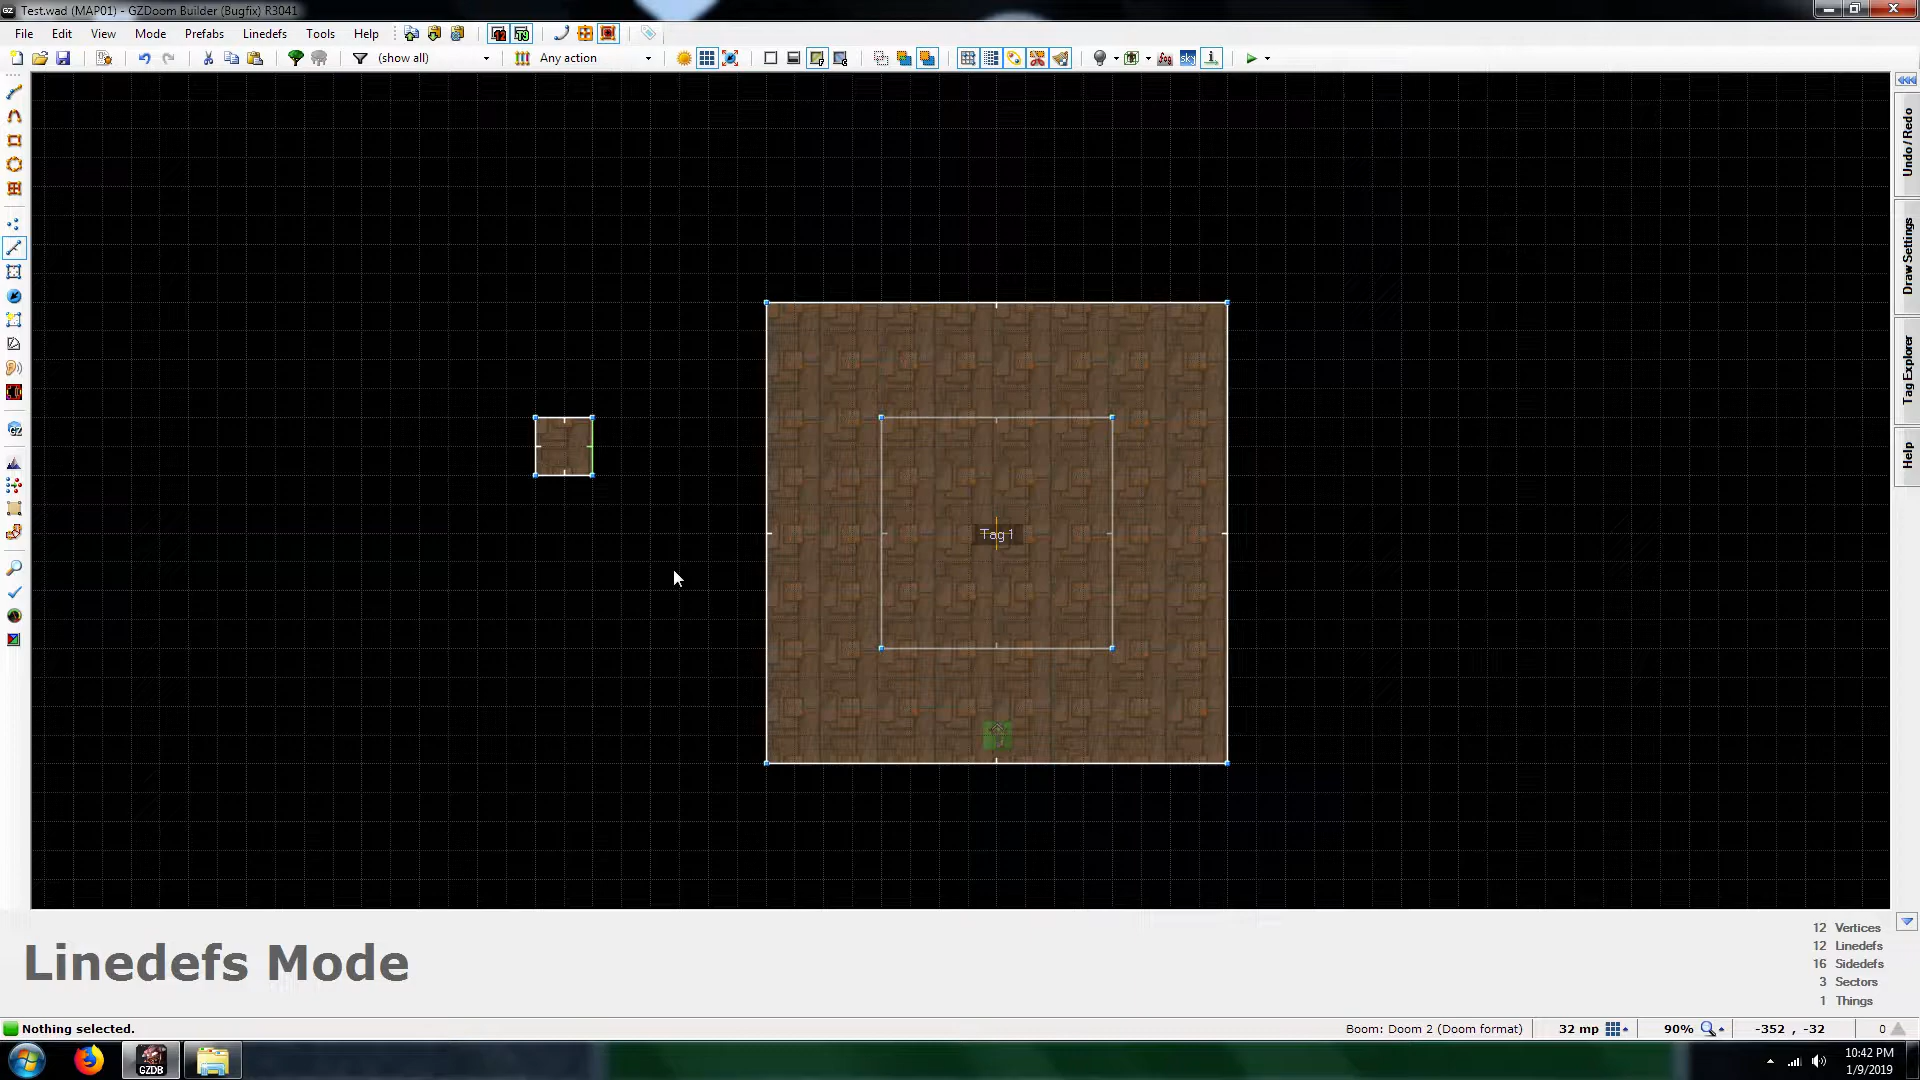 Test.wad (MAP01) - GZDoom Builder (Bugfix) R3041
File Edit View Mode Prefabs Linedefs Tools Help
(show all) Any action
Undo / Redo
Draw Settings
Tag Explorer
Help
Tag 1
Linedefs Mode
12 Vertices
12 Linedefs
16 Sidedefs
3 Sectors
1 Things
Nothing selected.
Boom: Doom 2 (Doom format) 32 mp 90% -352 , -32 0
GZDB
10:42 PM
1/9/2019